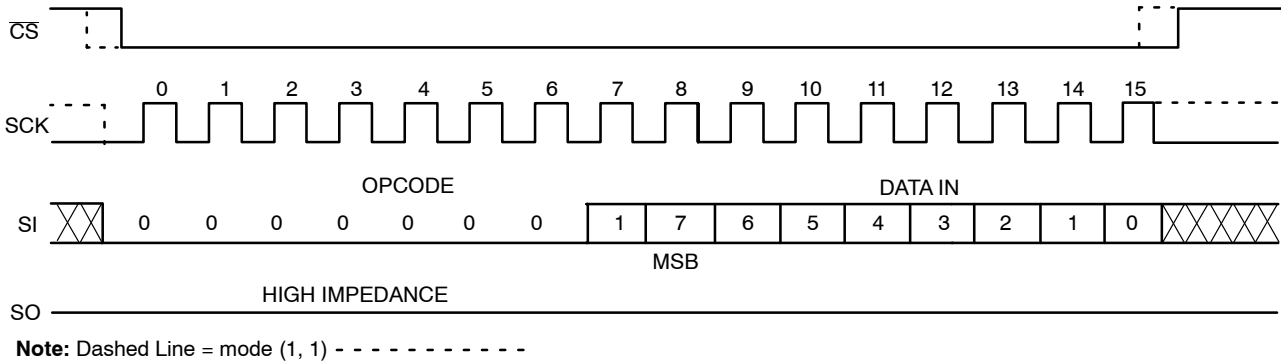 CS
0 1 2 3 4 5 6 7 8 9 10 11 12 13 14 15
SCK
OPCODE DATA IN
SI 0 0 0 0 0 0 0 1 7 6 5 4 3 2 1 0
MSB
HIGH IMPEDANCE
SO
Note: Dashed Line = mode (1, 1)